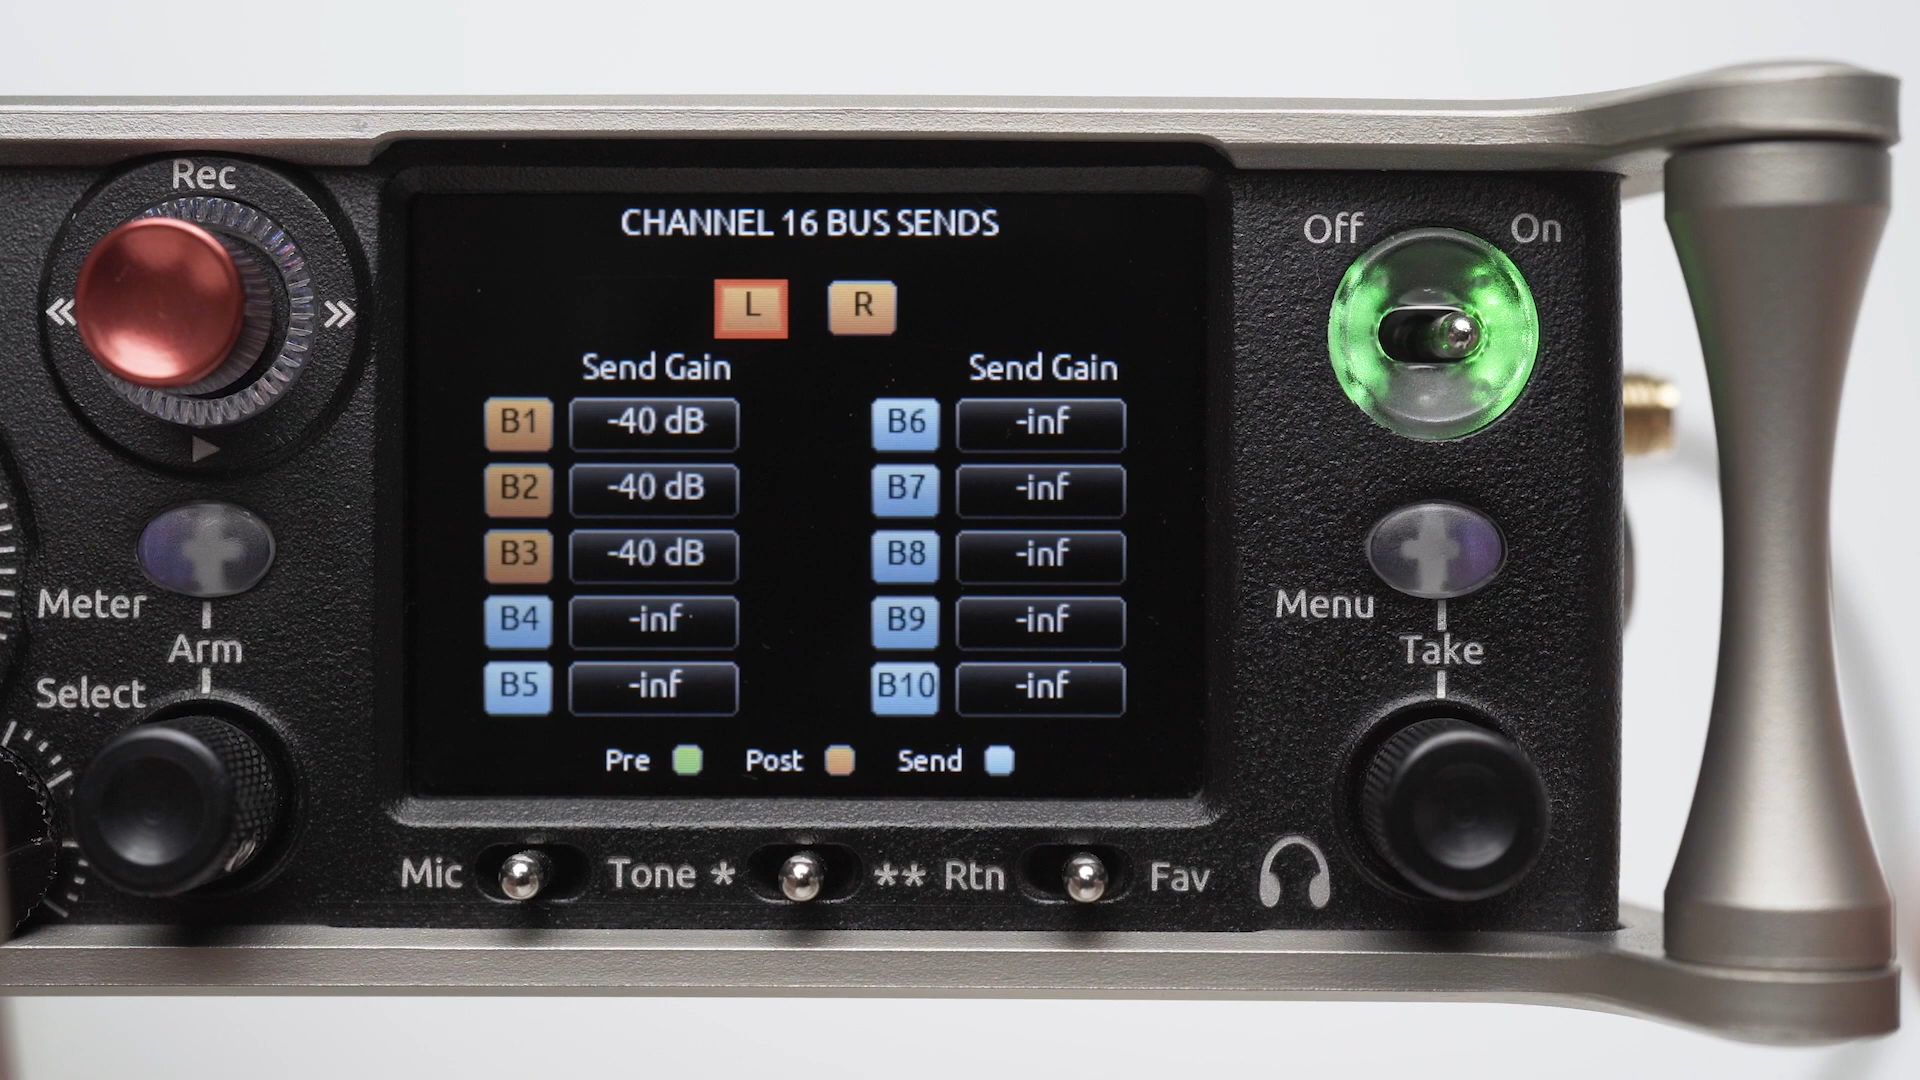 Rec
« »
Meter
Arm
Select
CHANNEL 16 BUS SENDS
L R
Send Gain Send Gain
B1 -40 dB B6 -inf
B2 -40 dB B7 -inf
B3 -40 dB B8 -inf
B4 -inf B9 -inf
B5 -inf B10 -inf
Pre Post Send
Off On
Menu
Take
Mic Tone * ** Rtn Fav